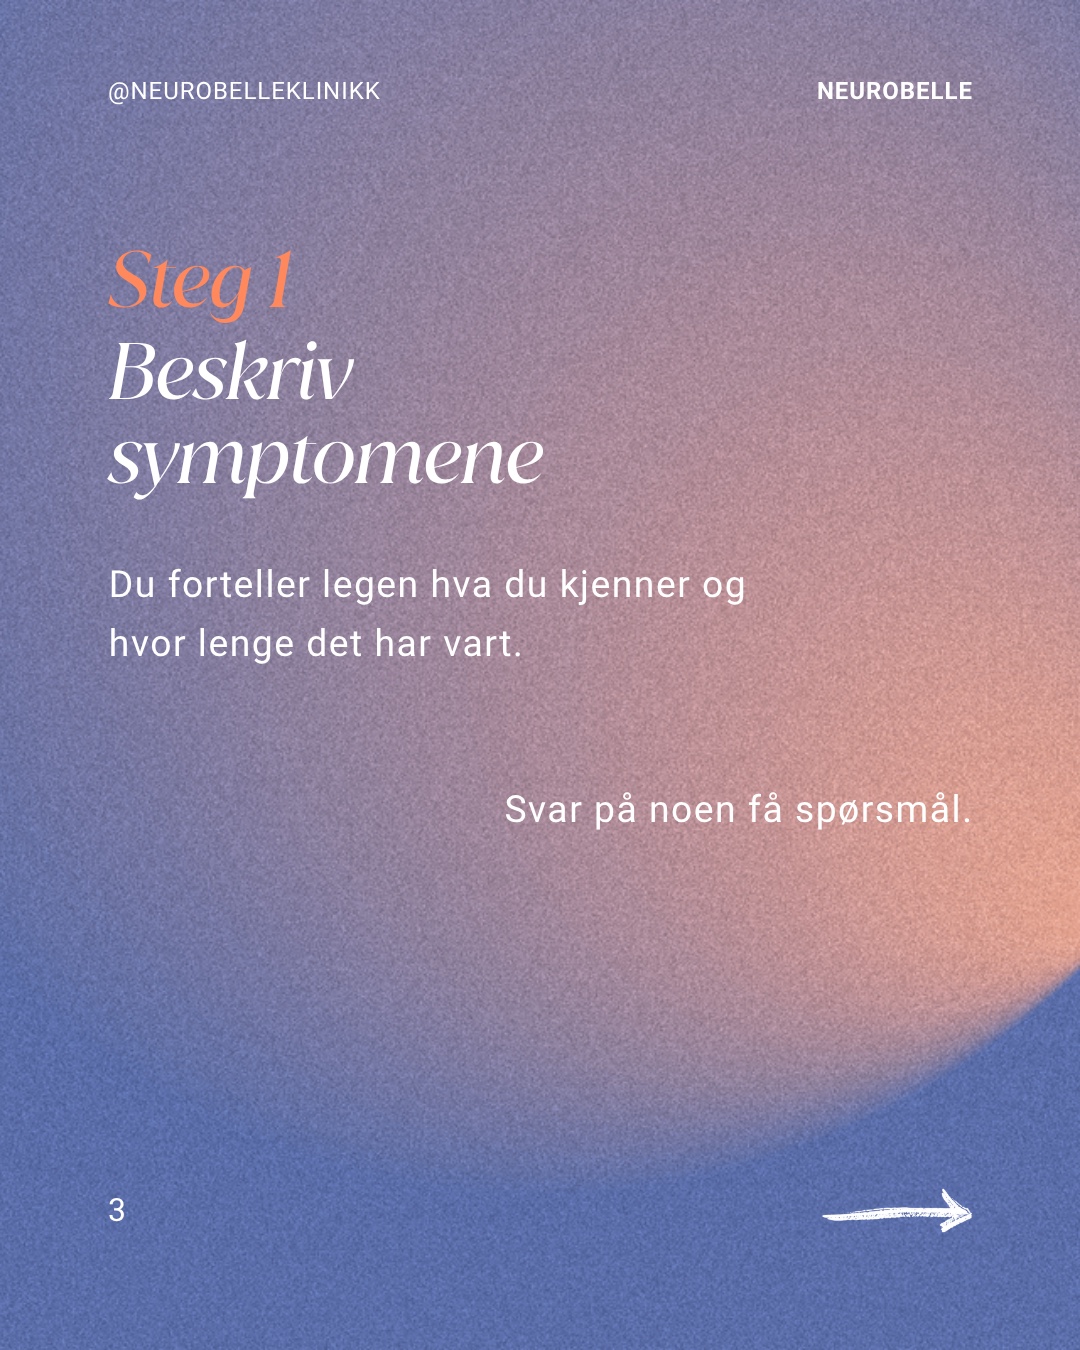 @NEUROBELLEKLINIKK
NEUROBELLE
Steg 1
Beskriv
symptomene
Du forteller legen hva du kjenner og
hvor lenge det har vart.
Svar på noen få spørsmål.
3